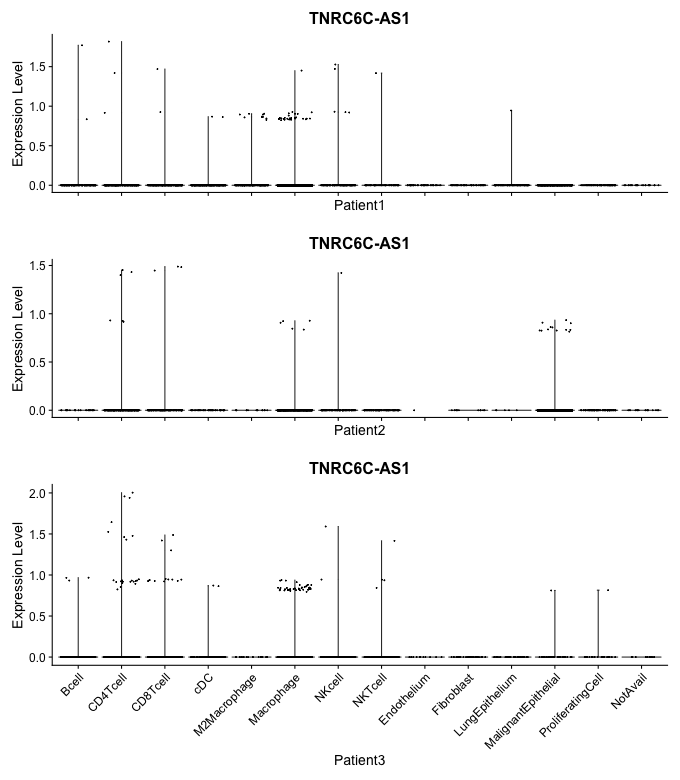 TNRC6C-AS1
Expression Level
1.5
1.0
0.5
0.0
Patient1
TNRC6C-AS1
Expression Level
1.5
1.0
0.5
0.0
Patient2
TNRC6C-AS1
Expression Level
2.0
1.5
1.0
0.5
0.0
Bcell
CD4Tcell
CD8Tcell
cDC
M2Macrophage
Macrophage
NKcell
NKTcell
Endothelium
Fibroblast
LungEpithelium
MalignantEpithelial
ProliferatingCell
NotAvail
Patient3